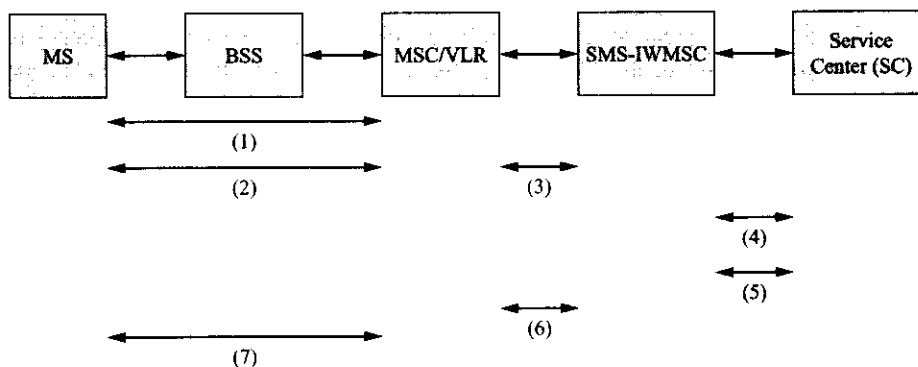 MS
BSS
MSC/VLR
SMS-IWMSC
Service
Center (SC)
(1)
(2)
(3)
(4)
(5)
(6)
(7)